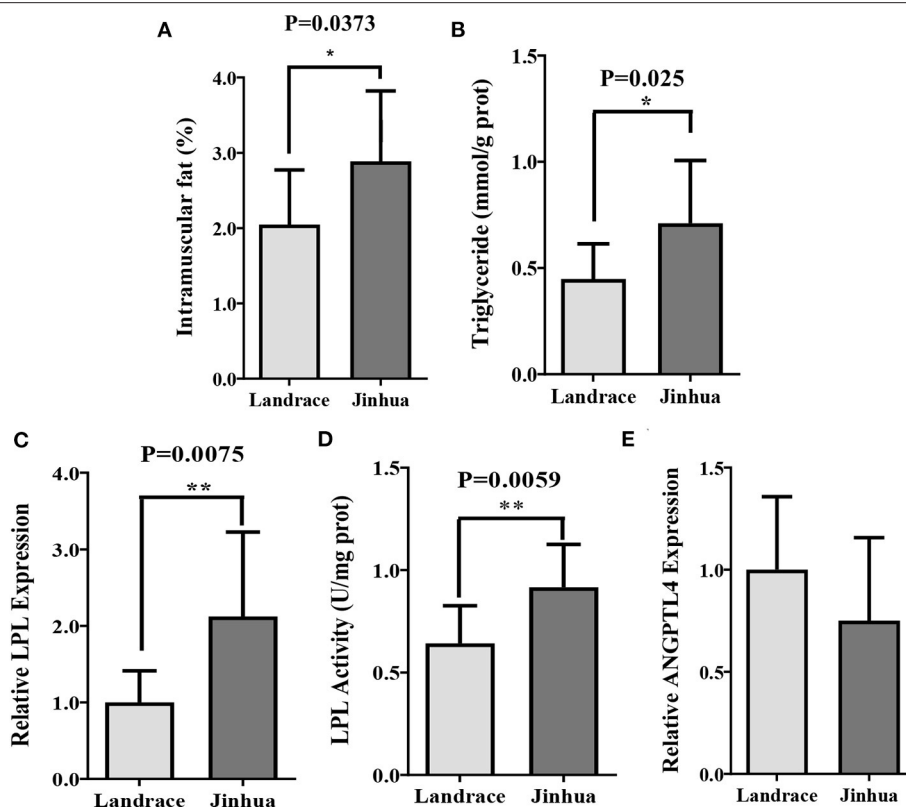 A
P=0.0373
*
4.0
3.0
2.0
1.0
0.0
Intramuscular fat (%)
Landrace Jinhua
B
P=0.025
*
1.5
1.0
0.5
0.0
Triglyceride (mmol/g prot)
Landrace Jinhua
C
P=0.0075
**
4.0
3.0
2.0
1.0
0.0
Relative LPL Expression
Landrace Jinhua
D
P=0.0059
**
1.5
1.0
0.5
0.0
LPL Activity (U/mg prot)
Landrace Jinhua
E
1.5
1.0
0.5
0.0
Relative ANGPTL4 Expression
Landrace Jinhua